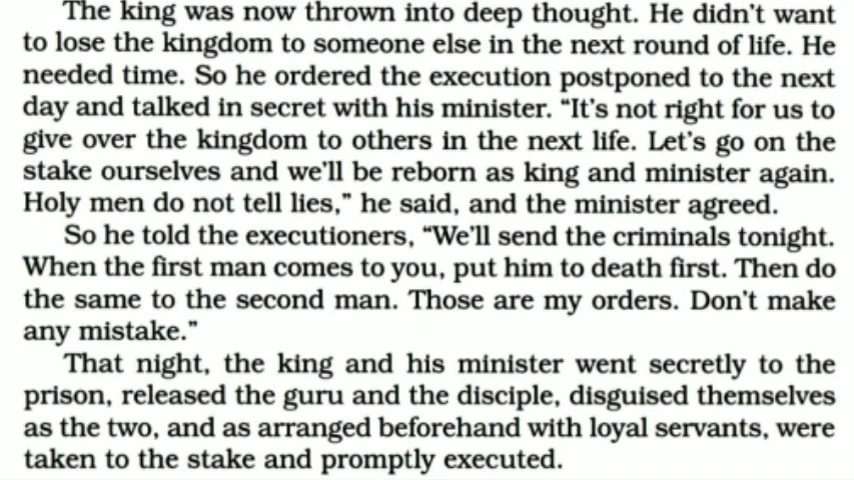 The king was now thrown into deep thought. He didn't want
to lose the kingdom to someone else in the next round of life. He
needed time. So he ordered the execution postponed to the next
day and talked in secret with his minister. “It's not right for us to
give over the kingdom to others in the next life. Let's go on the
stake ourselves and we'll be reborn as king and minister again.
Holy men do not tell lies,” he said, and the minister agreed.
So he told the executioners, “We'll send the criminals tonight.
When the first man comes to you, put him to death first. Then do
the same to the second man. Those are my orders. Don't make
any mistake.”
That night, the king and his minister went secretly to the
prison, released the guru and the disciple, disguised themselves
as the two, and as arranged beforehand with loyal servants, were
taken to the stake and promptly executed.